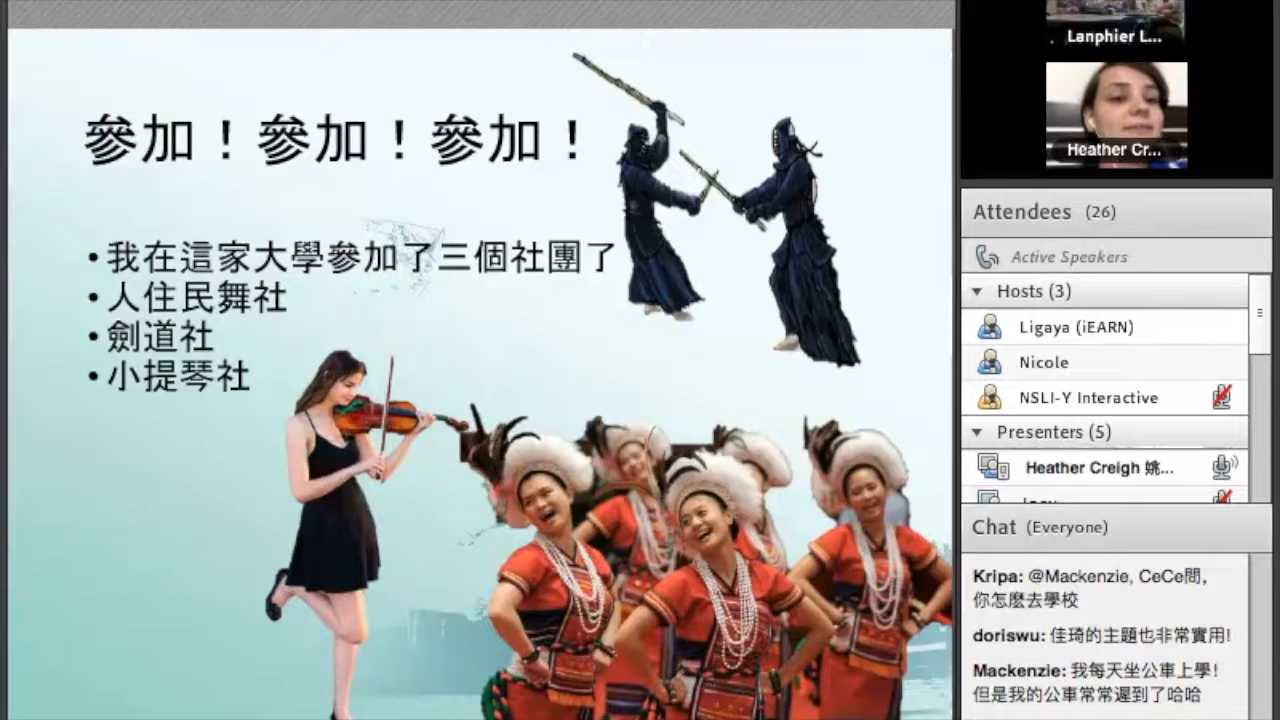 參加！參加！參加！
•我在這家大學參加了三個社團了
•人住民舞社
•劍道社
•小提琴社
Lanphier L...
Heather Cr...
Attendees (26)
Active Speakers
Hosts (3)
Ligaya (iEARN)
Nicole
NSLI-Y Interactive
Presenters (5)
Heather Creigh 姚...
Chat (Everyone)
Kripa: @Mackenzie, CeCe問,
你怎麼去學校
doriswu: 佳琦的主題也非常實用!
Mackenzie: 我每天坐公車上學!
但是我的公車常常遲到了哈哈